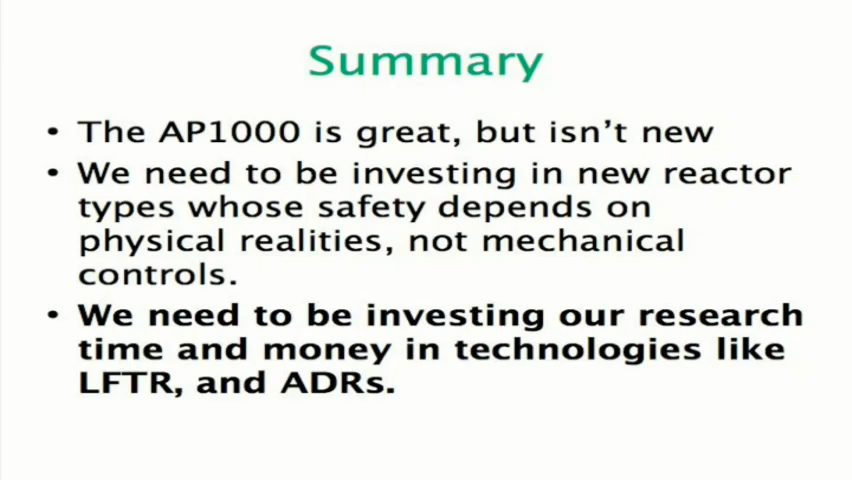 Summary
• The AP1000 is great, but isn't new
• We need to be investing in new reactor
types whose safety depends on
physical realities, not mechanical
controls.
• We need to be investing our research
time and money in technologies like
LFTR, and ADRs.